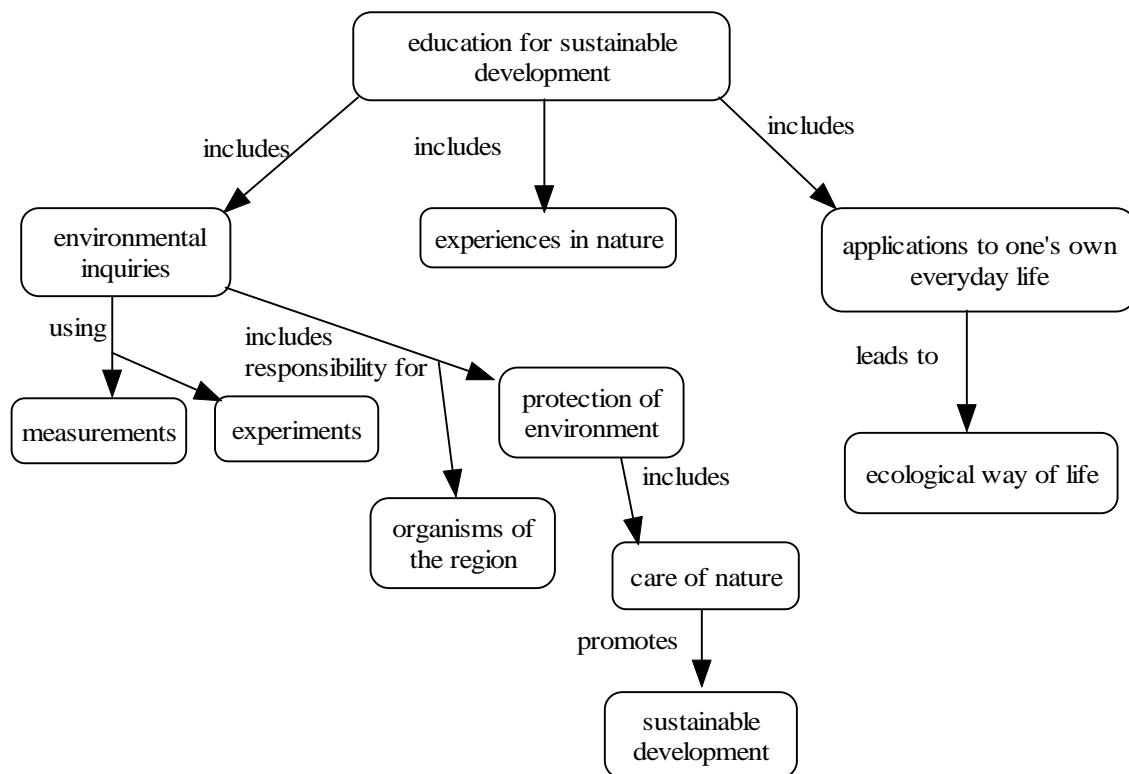 education for sustainable
development
includes
includes
includes
environmental
inquiries
experiences in nature
applications to one's own
everyday life
using
includes
responsibility for
leads to
measurements
experiments
protection of
environment
ecological way of life
includes
organisms of
the region
care of nature
promotes
sustainable
development